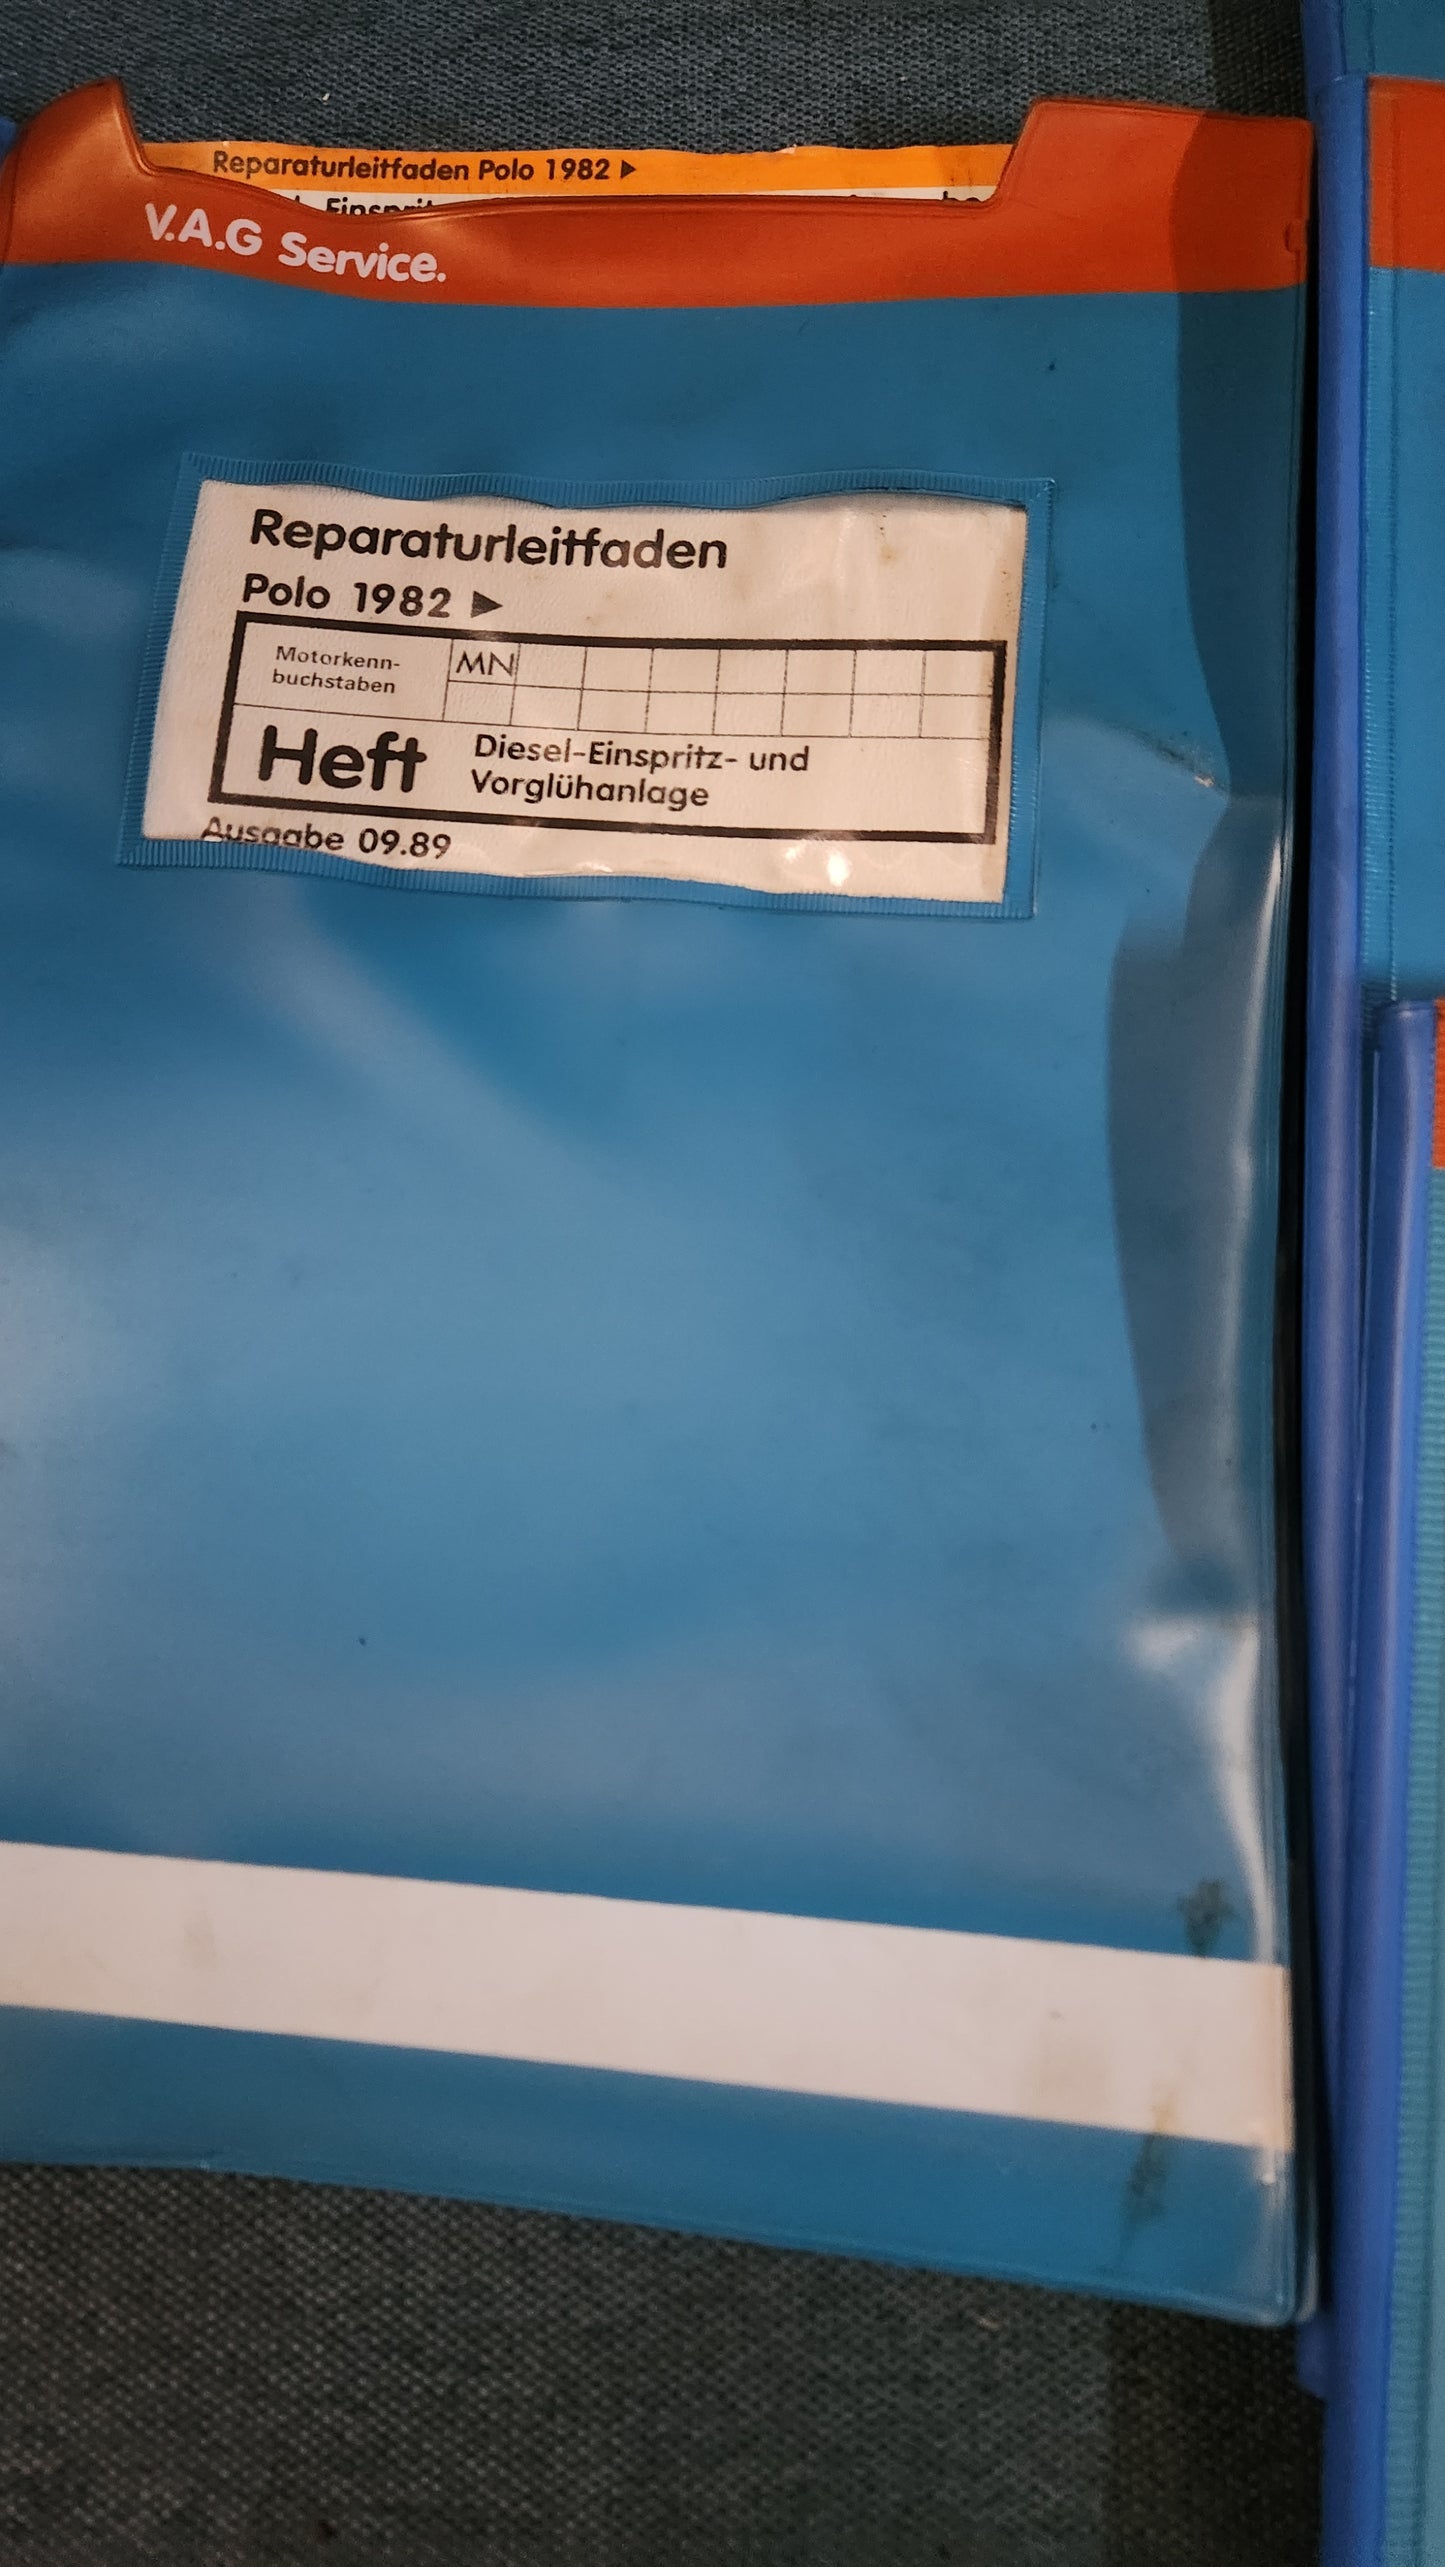 Reparaturleitfaden Polo 1982 ▶
V.A.G Service.
Reparaturleitfaden
Polo 1982 ▶
Motorkenn-
buchstaben
MN
Heft
Diesel-Einspritz- und
Vorglühanlage
Ausgabe 09.89